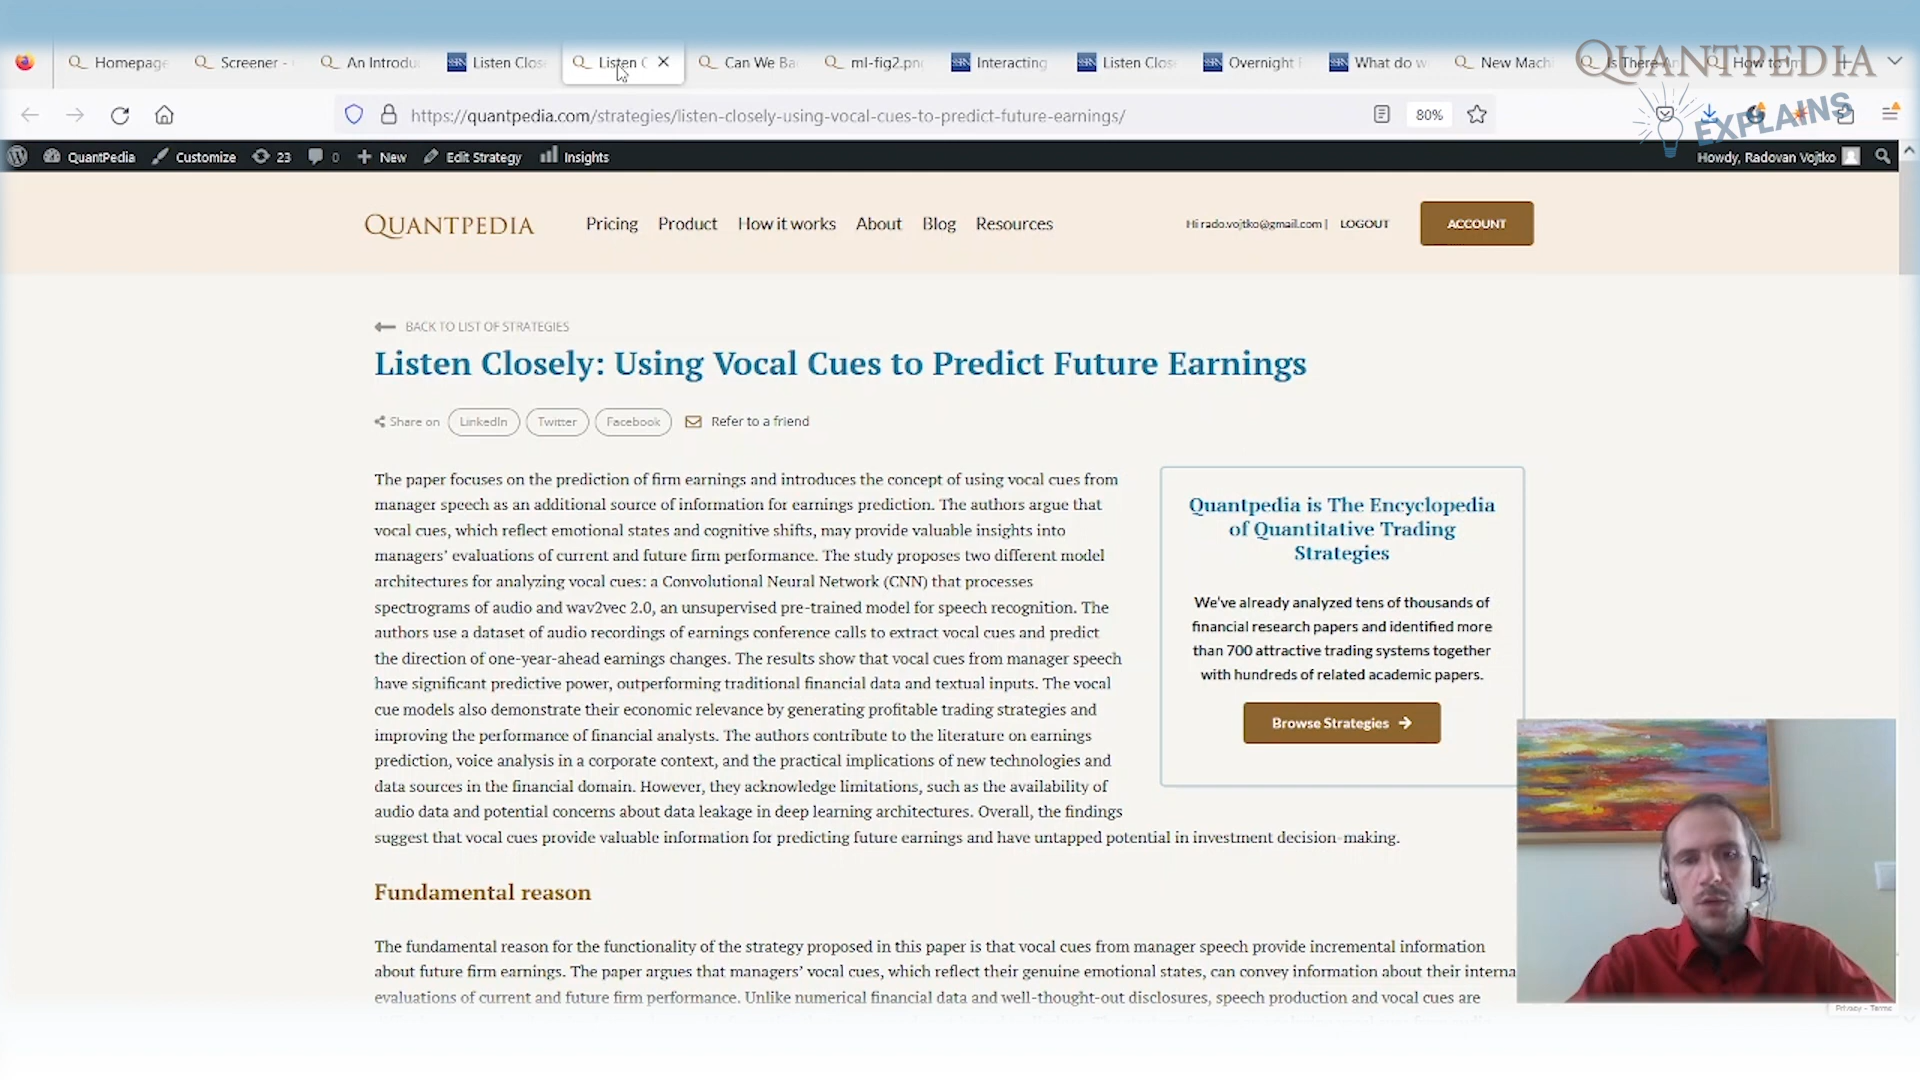 Homepage
Screener -
An Introdu
Listen Clos
Listen C
Can We Ba
ml-fig2.pn
Interacting
Listen Clos
Overnight
What do w
New Mach
Is There An
How to Im
QUANTPEDIA
EXPLAINS
https://quantpedia.com/strategies/listen-closely-using-vocal-cues-to-predict-future-earnings/
80%
QuantPedia
Customize
23
0
New
Edit Strategy
Insights
Howdy, Radovan Vojtko
QUANTPEDIA
Pricing
Product
How it works
About
Blog
Resources
Hi rado.vojtko@gmail.com |
LOGOUT
ACCOUNT
BACK TO LIST OF STRATEGIES
Listen Closely: Using Vocal Cues to Predict Future Earnings
Share on
LinkedIn
Twitter
Facebook
Refer to a friend
The paper focuses on the prediction of firm earnings and introduces the concept of using vocal cues from
manager speech as an additional source of information for earnings prediction. The authors argue that
vocal cues, which reflect emotional states and cognitive shifts, may provide valuable insights into
managers' evaluations of current and future firm performance. The study proposes two different model
architectures for analyzing vocal cues: a Convolutional Neural Network (CNN) that processes
spectrograms of audio and wav2vec 2.0, an unsupervised pre-trained model for speech recognition. The
authors use a dataset of audio recordings of earnings conference calls to extract vocal cues and predict
the direction of one-year-ahead earnings changes. The results show that vocal cues from manager speech
have significant predictive power, outperforming traditional financial data and textual inputs. The vocal
cue models also demonstrate their economic relevance by generating profitable trading strategies and
improving the performance of financial analysts. The authors contribute to the literature on earnings
prediction, voice analysis in a corporate context, and the practical implications of new technologies and
data sources in the financial domain. However, they acknowledge limitations, such as the availability of
audio data and potential concerns about data leakage in deep learning architectures. Overall, the findings
suggest that vocal cues provide valuable information for predicting future earnings and have untapped potential in investment decision-making.
Quantpedia is The Encyclopedia
of Quantitative Trading
Strategies
We've already analyzed tens of thousands of
financial research papers and identified more
than 700 attractive trading systems together
with hundreds of related academic papers.
Browse Strategies
Fundamental reason
The fundamental reason for the functionality of the strategy proposed in this paper is that vocal cues from manager speech provide incremental information
about future firm earnings. The paper argues that managers' vocal cues, which reflect their genuine emotional states, can convey information about their interna
evaluations of current and future firm performance. Unlike numerical financial data and well-thought-out disclosures, speech production and vocal cues are
Privacy - Terms